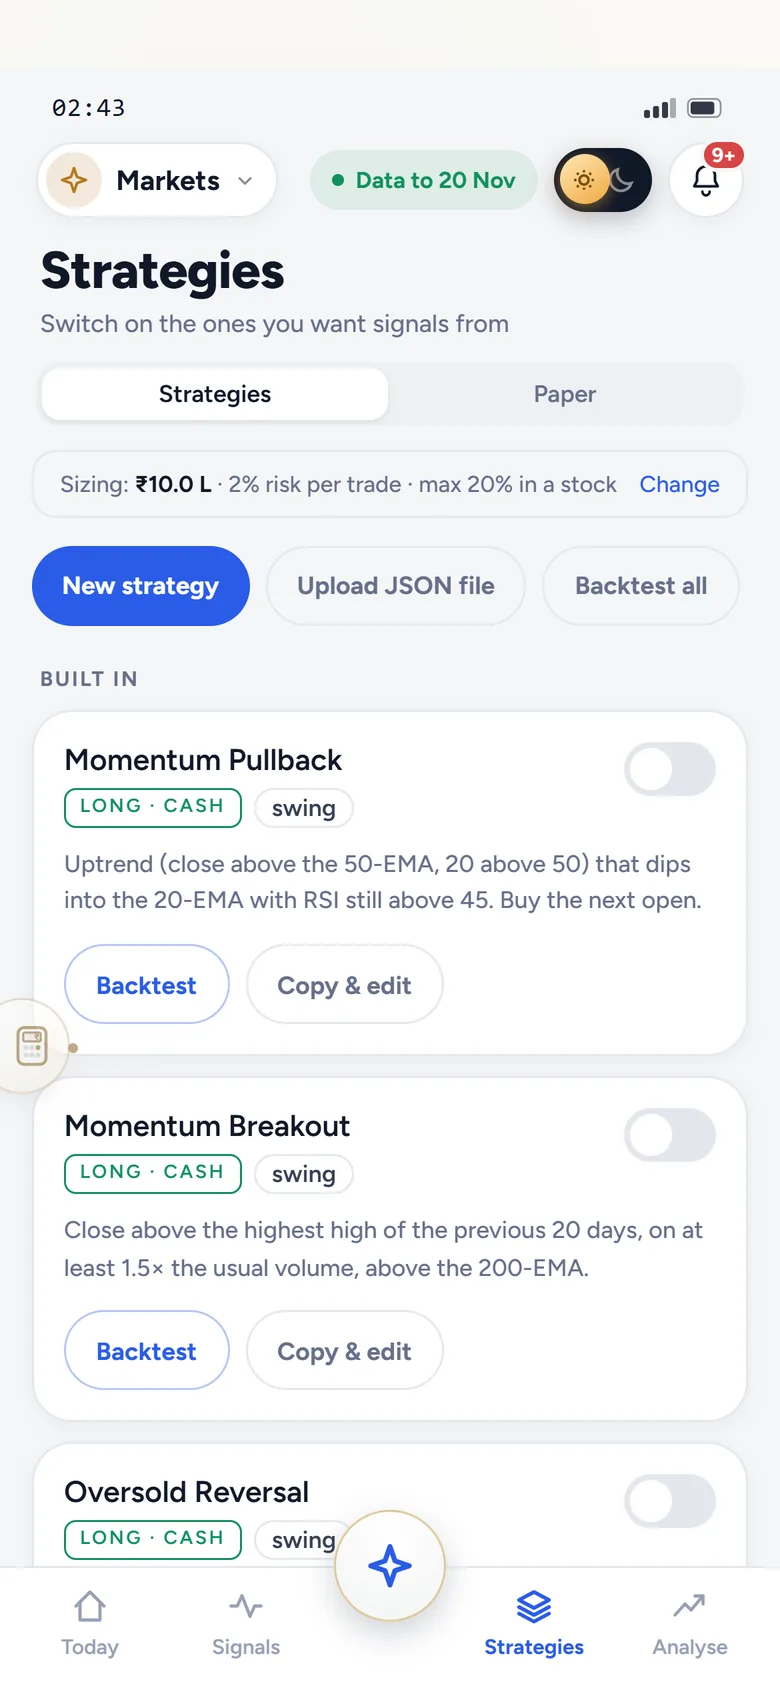 02:43
Markets
Data to 20 Nov
9+
Strategies
Switch on the ones you want signals from
Strategies
Paper
Sizing: ₹10.0 L · 2% risk per trade · max 20% in a stock
Change
New strategy
Upload JSON file
Backtest all
BUILT IN
Momentum Pullback
LONG · CASH
swing
Uptrend (close above the 50-EMA, 20 above 50) that dips
into the 20-EMA with RSI still above 45. Buy the next open.
Backtest
Copy & edit
Momentum Breakout
LONG · CASH
swing
Close above the highest high of the previous 20 days, on at
least 1.5× the usual volume, above the 200-EMA.
Backtest
Copy & edit
Oversold Reversal
LONG · CASH
swing
Today
Signals
Strategies
Analyse